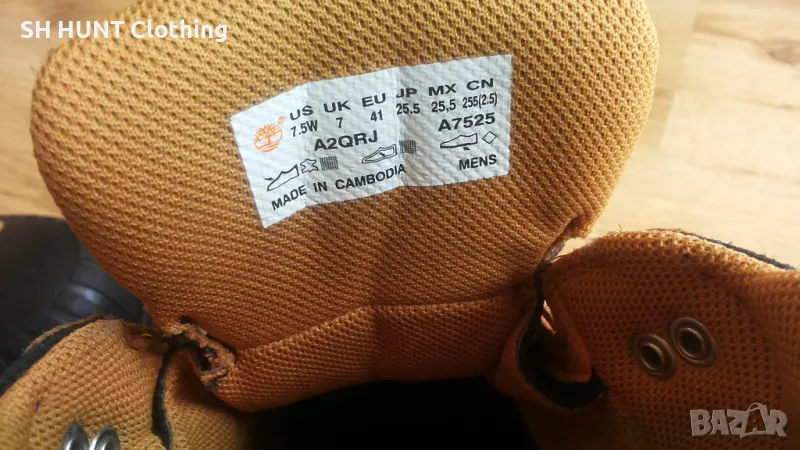 SH HUNT Clothing
US UK EU JP MX CN
7.5W 7 41 25.5 25,5 255(2.5)
A2QRJ A7525
MENS
MADE IN CAMBODIA
BAZAR